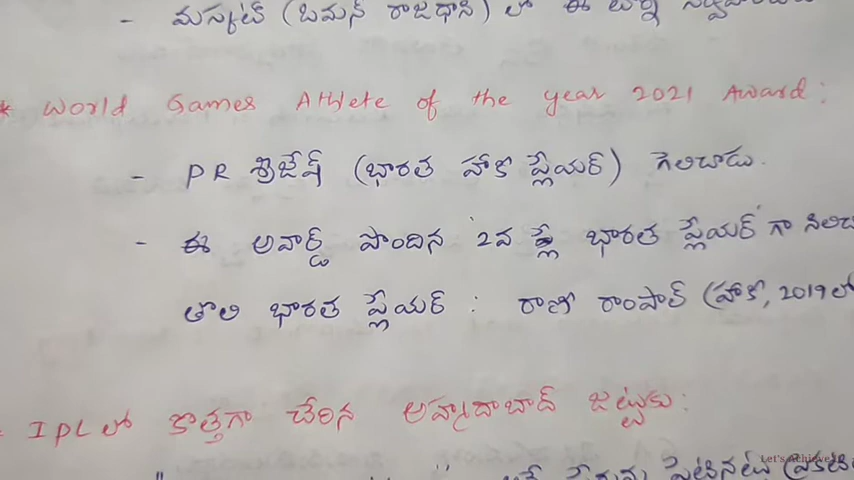 - మస్కట్ (ఒమన్ రాజధాని) లో ఈ
* World Games Athlete of the year 2021 Award :
- PR శ్రీజేష్ (భారత హాకీ ప్లేయర్) గెలిచాడు.
- ఈ అవార్డ్ పొందిన '2వ భారత ప్లేయర్' గా
తొలి భారత ప్లేయర్ : రాణీ రాంపాల్ (హాకీ, 2019లో
IPL లో కొత్తగా చేరిన అహ్మదాబాద్ జట్టుకు :
Let's Achieve